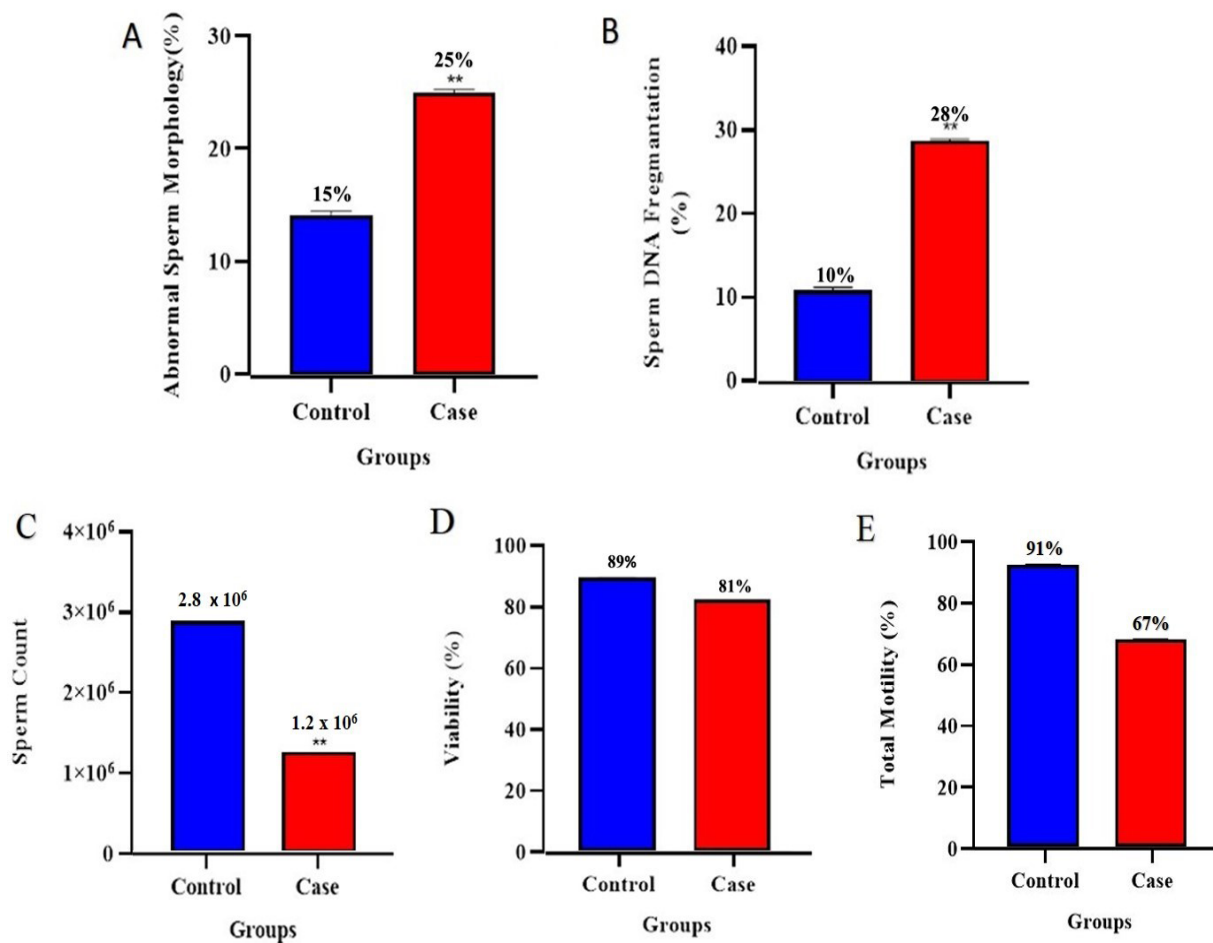 A
Abnormal Sperm Morphology(%)
30
20
10
0
15%
25%
**
Control
Case
Groups
B
Sperm DNA Fregmantation
(%)
40
30
20
10
0
10%
28%
**
Control
Case
Groups
C
Sperm Count
4×10⁶
3×10⁶
2×10⁶
1×10⁶
0
2.8 x 10⁶
1.2 x 10⁶
**
Control
Case
Groups
D
Viability (%)
100
80
60
40
20
0
89%
81%
Control
Case
Groups
E
Total Motility (%)
100
80
60
40
20
0
91%
67%
Control
Case
Groups